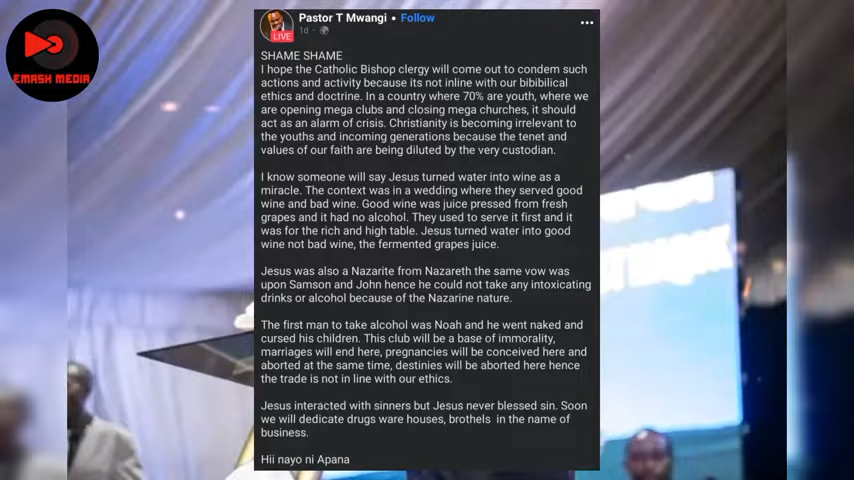 EMASH MEDIA
Pastor T Mwangi • Follow
LIVE
1d ·
SHAME SHAME
I hope the Catholic Bishop clergy will come out to condem such
actions and activity because its not inline with our bibibilical
ethics and doctrine. In a country where 70% are youth, where we
are opening mega clubs and closing mega churches, it should
act as an alarm of crisis. Christianity is becoming irrelevant to
the youths and incoming generations because the tenet and
values of our faith are being diluted by the very custodian.
I know someone will say Jesus turned water into wine as a
miracle. The context was in a wedding where they served good
wine and bad wine. Good wine was juice pressed from fresh
grapes and it had no alcohol. They used to serve it first and it
was for the rich and high table. Jesus turned water into good
wine not bad wine, the fermented grapes juice.
Jesus was also a Nazarite from Nazareth the same vow was
upon Samson and John hence he could not take any intoxicating
drinks or alcohol because of the Nazarine nature.
The first man to take alcohol was Noah and he went naked and
cursed his children. This club will be a base of immorality,
marriages will end here, pregnancies will be conceived here and
aborted at the same time, destinies will be aborted here hence
the trade is not in line with our ethics.
Jesus interacted with sinners but Jesus never blessed sin. Soon
we will dedicate drugs ware houses, brothels in the name of
business.
Hii nayo ni Apana